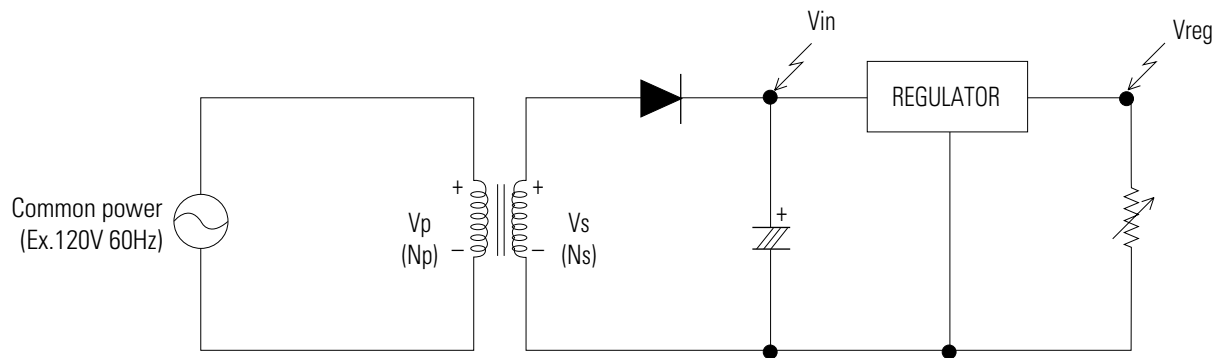 Vin
Vreg
REGULATOR
Common power
(Ex.120V 60Hz)
+
Vp
(Np)
–
+
Vs
(Ns)
–
+